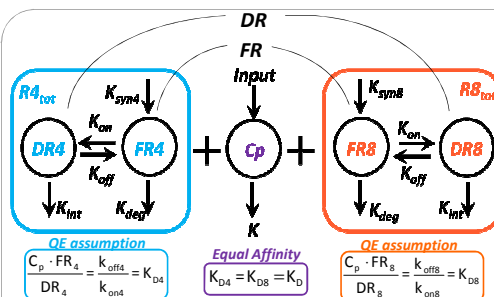 DR
FR
R4tot
Ksyn4
Input
Ksyn8
R8tot
Kon
Kon
DR4
FR4
+
Cp
+
FR8
DR8
Koff
Koff
Kint
Kdeg
K
Kdeg
Kint
QE assumption
Cp · FR4 / DR4 = koff4 / kon4 = KD4
Equal Affinity
KD4 = KD8 = KD
QE assumption
Cp · FR8 / DR8 = koff8 / kon8 = KD8